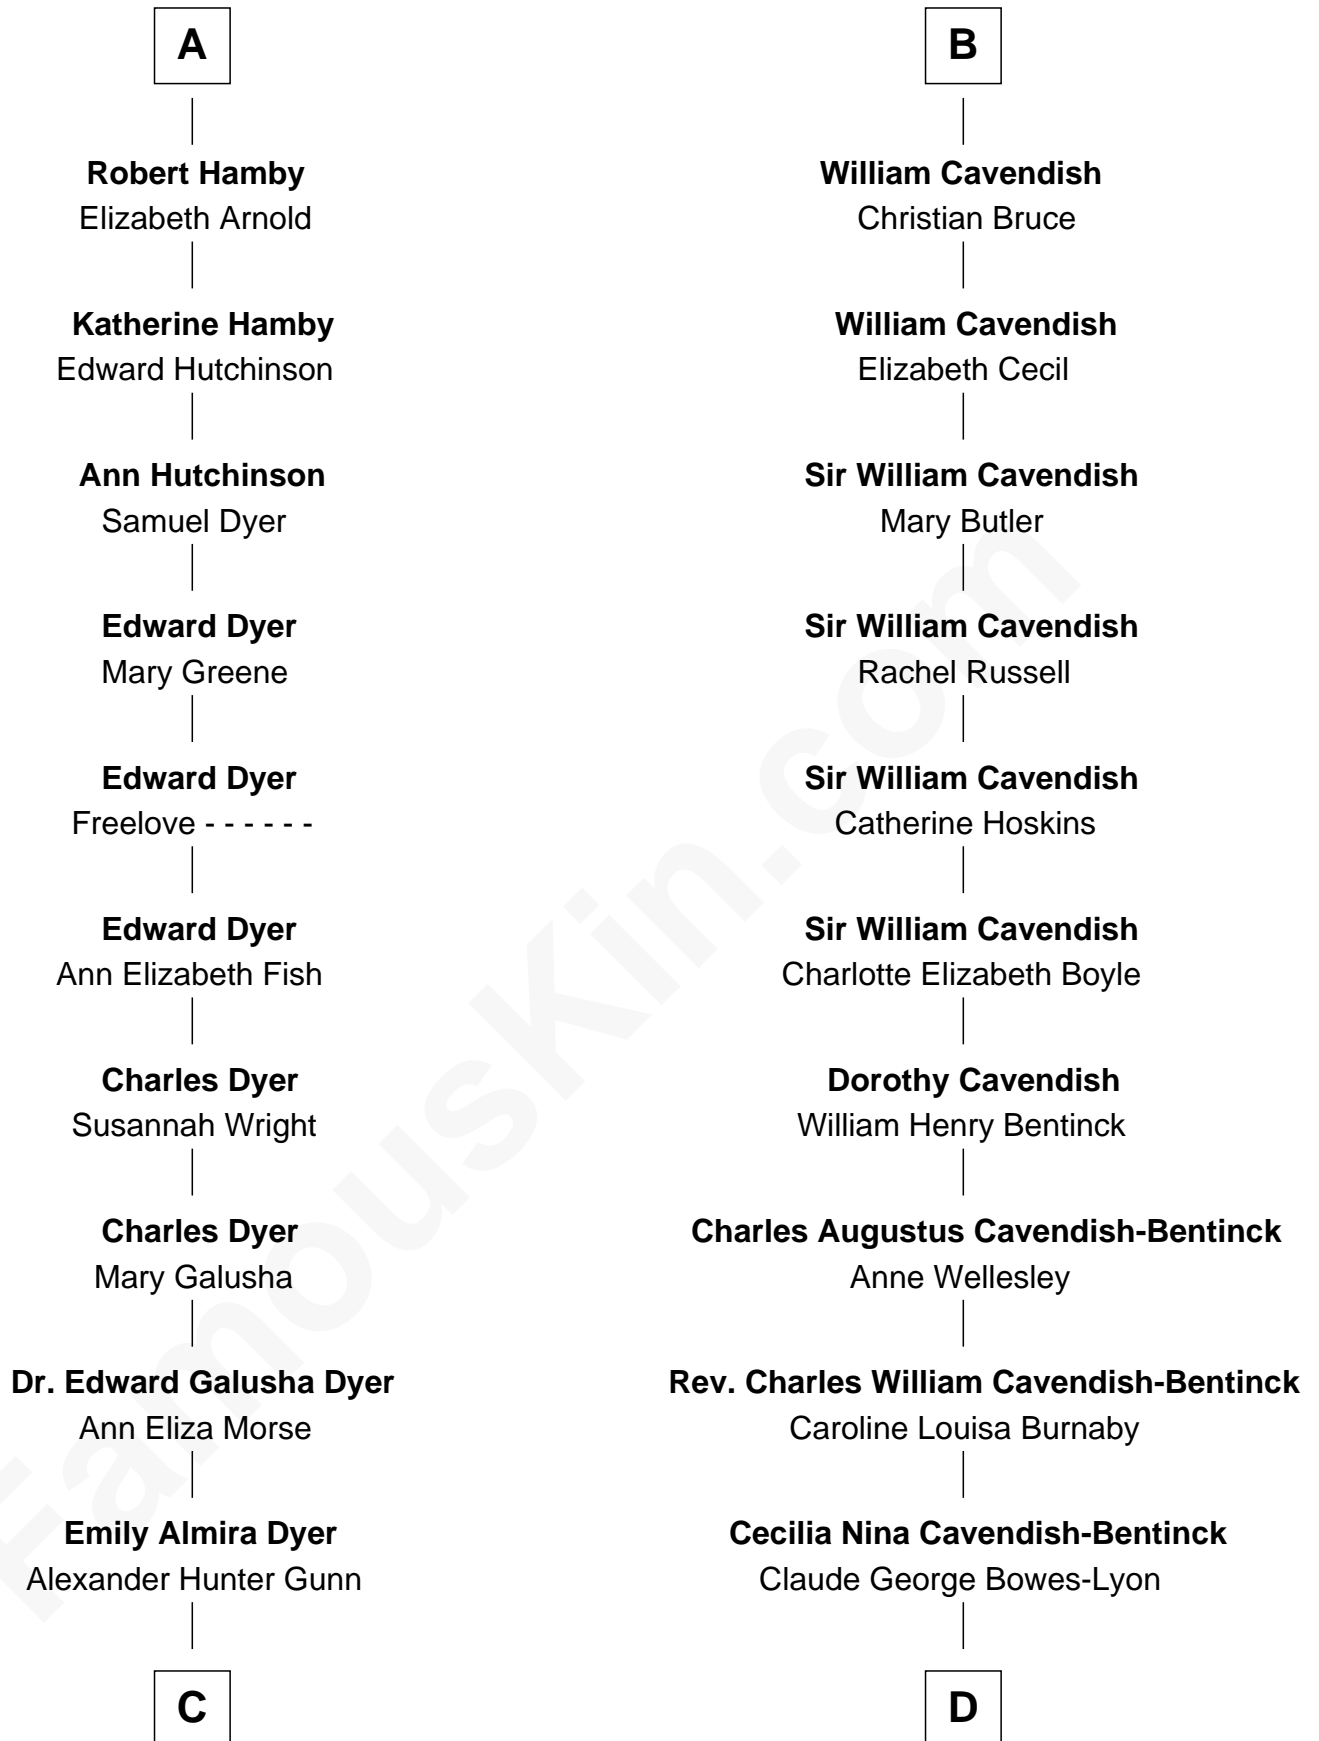 A
Robert Hamby
Elizabeth Arnold
Katherine Hamby
Edward Hutchinson
Ann Hutchinson
Samuel Dyer
Edward Dyer
Mary Greene
Edward Dyer
Freelove - - - - - -
Edward Dyer
Ann Elizabeth Fish
Charles Dyer
Susannah Wright
Charles Dyer
Mary Galusha
Dr. Edward Galusha Dyer
Ann Eliza Morse
Emily Almira Dyer
Alexander Hunter Gunn
C
B
William Cavendish
Christian Bruce
William Cavendish
Elizabeth Cecil
Sir William Cavendish
Mary Butler
Sir William Cavendish
Rachel Russell
Sir William Cavendish
Catherine Hoskins
Sir William Cavendish
Charlotte Elizabeth Boyle
Dorothy Cavendish
William Henry Bentinck
Charles Augustus Cavendish-Bentinck
Anne Wellesley
Rev. Charles William Cavendish-Bentinck
Caroline Louisa Burnaby
Cecilia Nina Cavendish-Bentinck
Claude George Bowes-Lyon
D
FamousKin.com